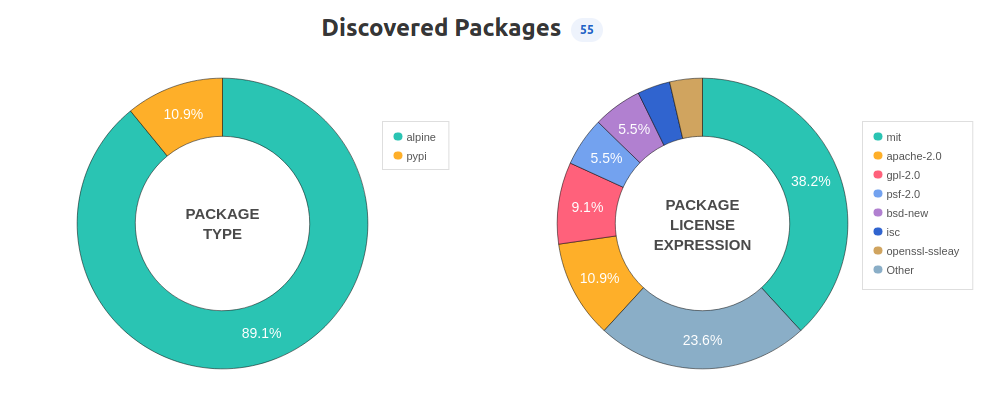 Discovered Packages 55
10.9%
89.1%
PACKAGE
TYPE
alpine
pypi
38.2%
23.6%
10.9%
9.1%
5.5%
5.5%
PACKAGE
LICENSE
EXPRESSION
mit
apache-2.0
gpl-2.0
psf-2.0
bsd-new
isc
openssl-ssleay
Other